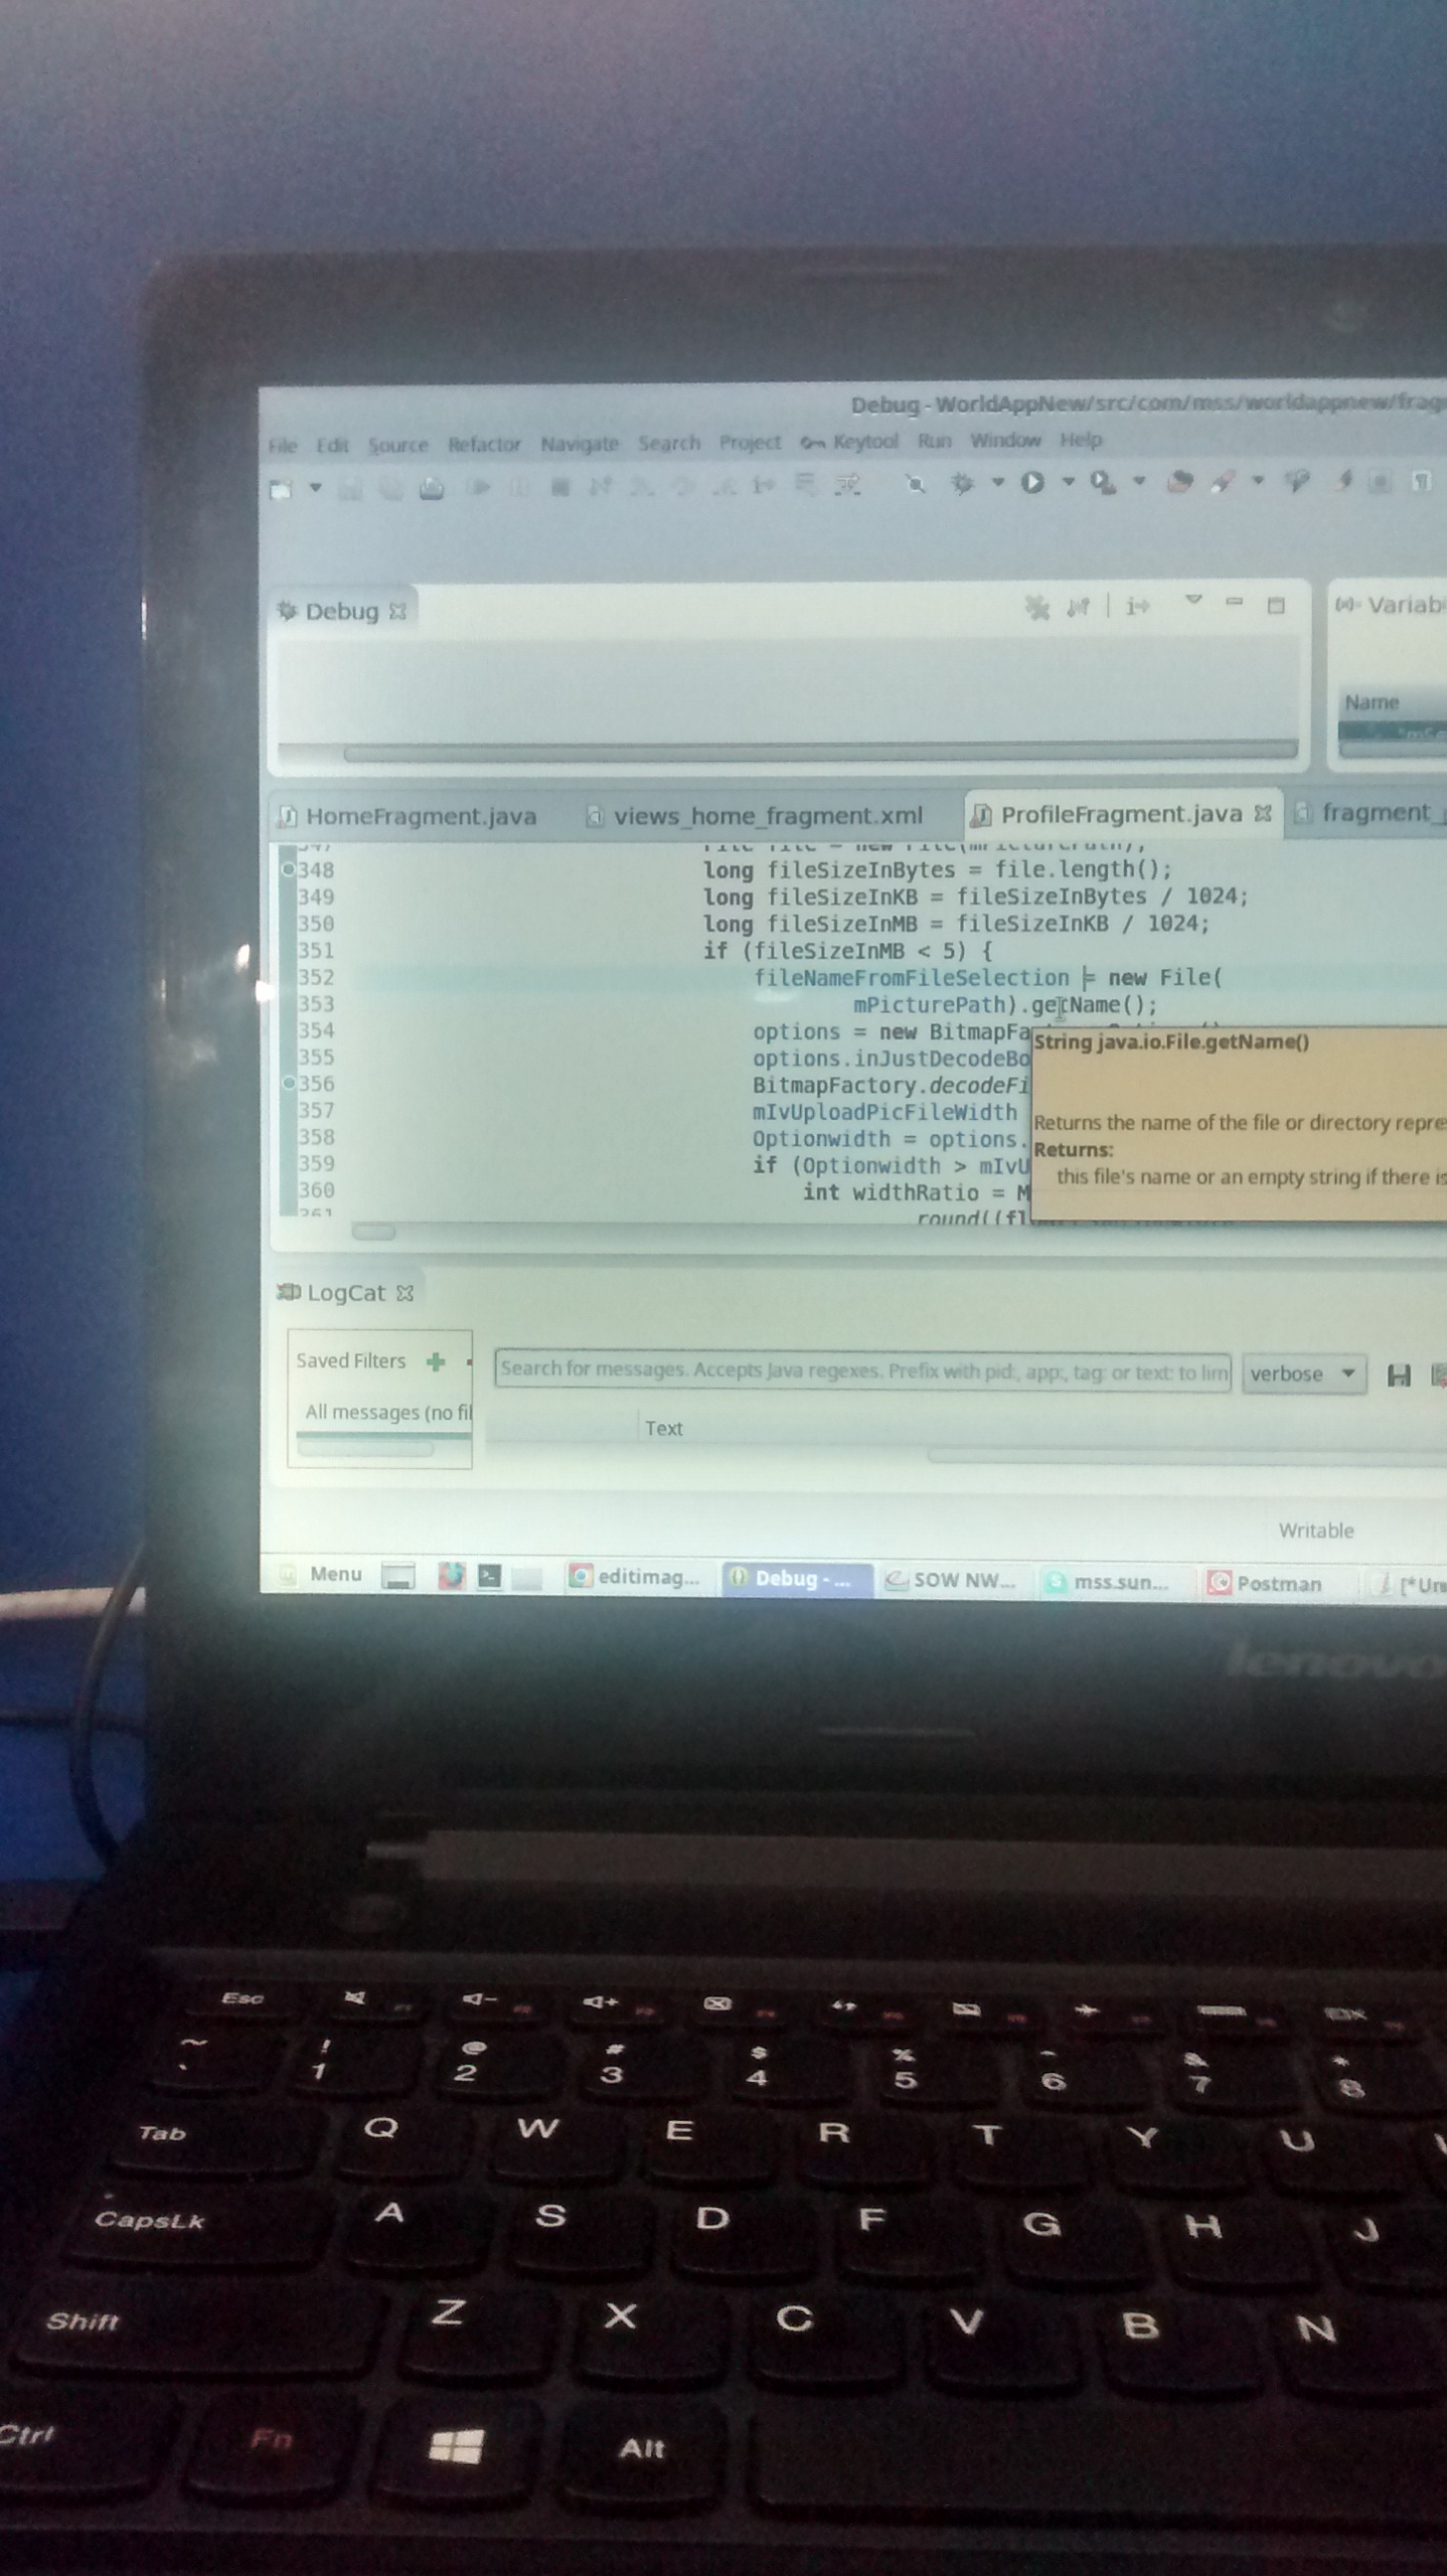 Debug - WorldAppNew/src/com/mss/worldappnew/frag
File Edit Source Refactor Navigate Search Project Keytool Run Window Help
Debug
Variab
Name
HomeFragment.java views_home_fragment.xml ProfileFragment.java fragment_
348 long fileSizeInBytes = file.length();
349 long fileSizeInKB = fileSizeInBytes / 1024;
350 long fileSizeInMB = fileSizeInKB / 1024;
351 if (fileSizeInMB < 5) {
352 fileNameFromFileSelection = new File(
353 mPicturePath).getName();
354 options = new BitmapFa
355 options.inJustDecodeBo
356 BitmapFactory.decodeFi
357 mIvUploadPicFileWidth
358 Optionwidth = options.
359 if (Optionwidth > mIvU
360 int widthRatio = M
361 round((fl
String java.io.File.getName()
Returns the name of the file or directory repre
Returns:
this file's name or an empty string if there is
LogCat
Saved Filters
All messages (no fil
Search for messages. Accepts Java regexes. Prefix with pid:, app:, tag: or text: to lim
verbose
Text
Writable
Menu editimag... Debug - ... SOW NW... mss.sun... Postman [*Un
lenovo
Esc
~ ! @ # $ % ^ & *
` 1 2 3 4 5 6 7 8
Tab Q W E R T Y U
CapsLk A S D F G H J
Shift Z X C V B N
Ctrl Fn Alt